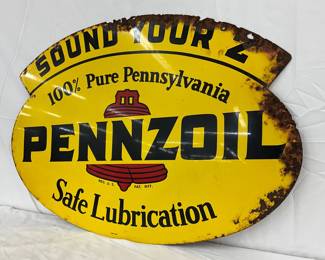 SOUND YOUR Z
100% Pure Pennsylvania
PENNZOIL
Safe Lubrication